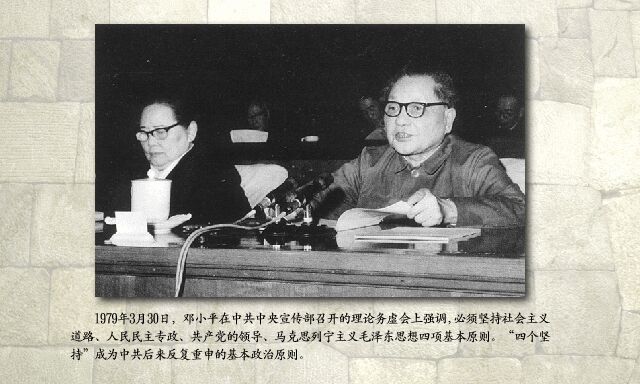 1979年3月30日，邓小平在中共中央宣传部召开的理论务虚会上强调，必须坚持社会主义
道路、人民民主专政、共产党的领导、马克思列宁主义毛泽东思想四项基本原则。“四个坚
持”成为中共后来反复重申的基本政治原则。